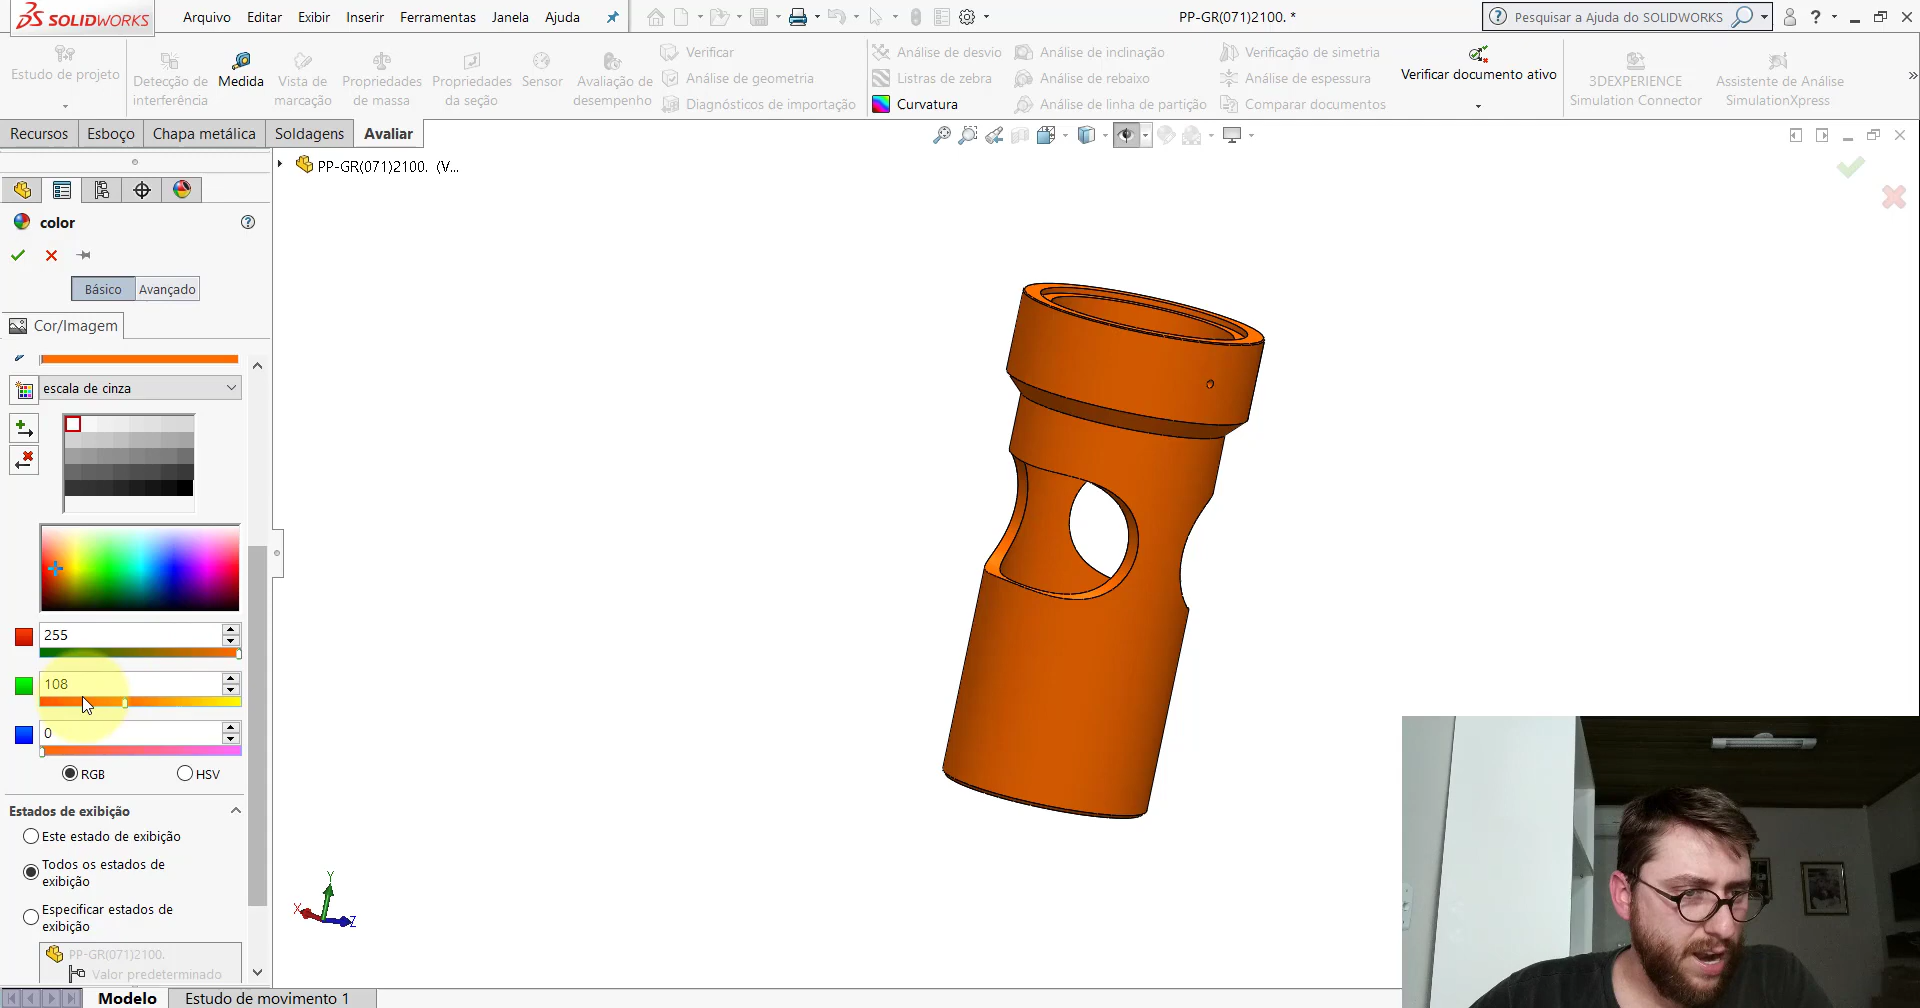 SOLIDWORKS
Arquivo Editar Exibir Inserir Ferramentas Janela Ajuda
PP-GR(071)2100. *
Pesquisar a Ajuda do SOLIDWORKS
Estudo de projeto
Detecção de interferência
Medida
Vista de marcação
Propriedades de massa
Propriedades da seção
Sensor
Avaliação de desempenho
Verificar
Análise de geometria
Diagnósticos de importação
Análise de desvio
Listras de zebra
Curvatura
Análise de inclinação
Análise de rebaixo
Análise de linha de partição
Verificação de simetria
Análise de espessura
Comparar documentos
Verificar documento ativo
3DEXPERIENCE
Simulation Connector
Assistente de Análise
SimulationXpress
Recursos Esboço Chapa metálica Soldagens Avaliar
PP-GR(071)2100. (V...
color
Básico Avançado
Cor/Imagem
escala de cinza
255
108
0
RGB HSV
Estados de exibição
Este estado de exibição
Todos os estados de
exibição
Especificar estados de
exibição
PP-GR(071)2100.
Valor predeterminado
Y
X
Z
Modelo Estudo de movimento 1